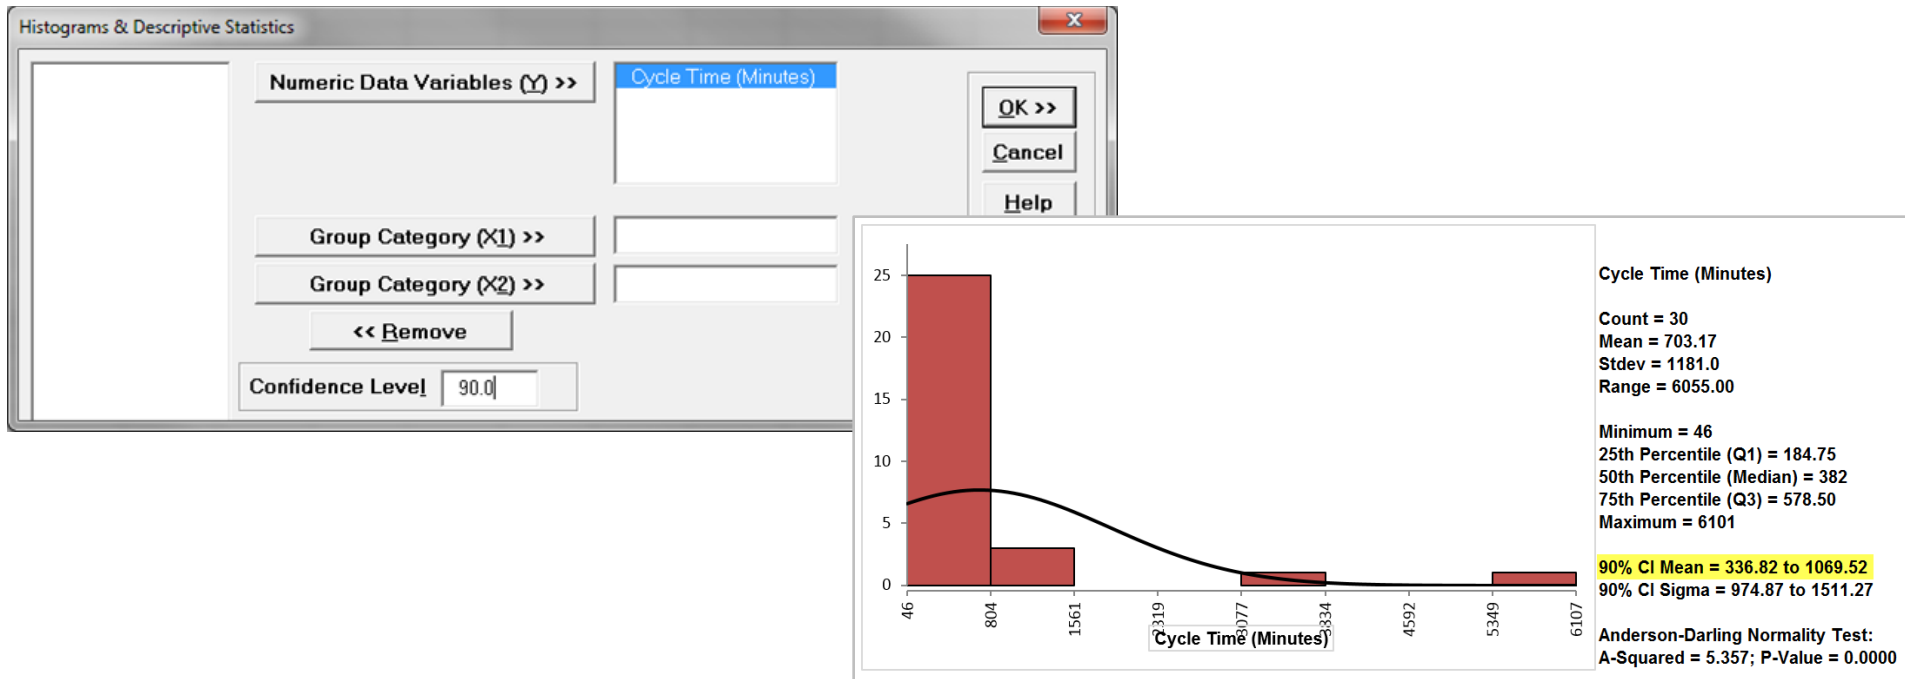 Histograms & Descriptive Statistics
X
Numeric Data Variables (Y) >>
Cycle Time (Minutes)
OK >>
Cancel
Help
Group Category (X1) >>
Group Category (X2) >>
<< Remove
Confidence Level
90.0
25
20
15
10
5
0
46
804
1561
2319
3077
3834
4592
5349
6107
Cycle Time (Minutes)
Cycle Time (Minutes)
Count = 30
Mean = 703.17
Stdev = 1181.0
Range = 6055.00
Minimum = 46
25th Percentile (Q1) = 184.75
50th Percentile (Median) = 382
75th Percentile (Q3) = 578.50
Maximum = 6101
90% CI Mean = 336.82 to 1069.52
90% CI Sigma = 974.87 to 1511.27
Anderson-Darling Normality Test:
A-Squared = 5.357; P-Value = 0.0000